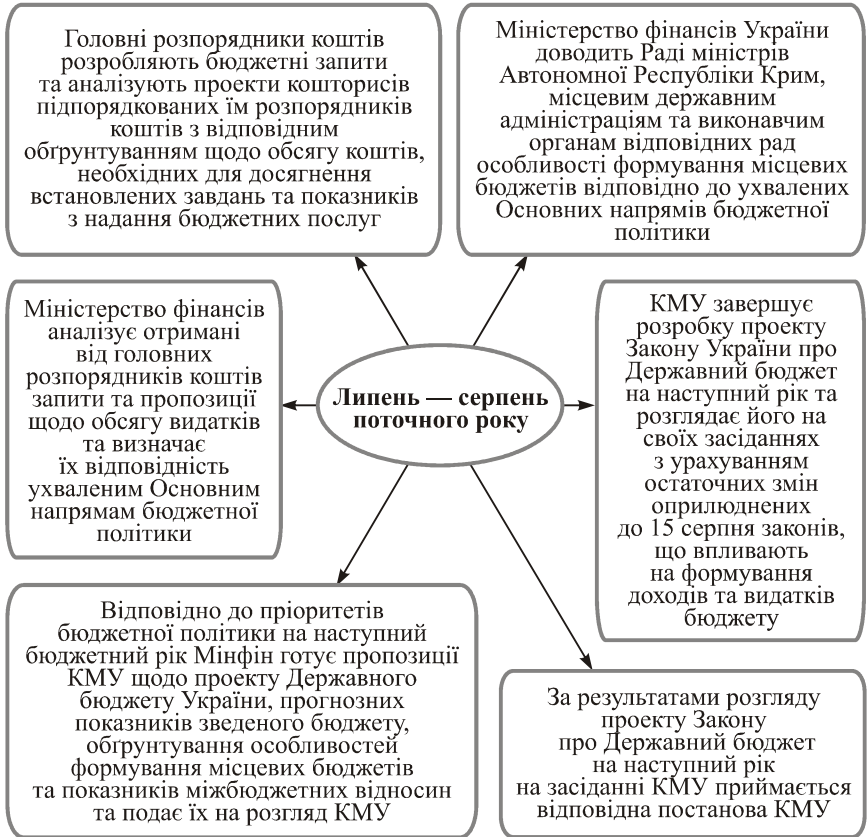 Головні розпорядники коштів
розробляють бюджетні запити
та аналізують проекти кошторисів
підпорядкованих їм розпорядників
коштів з відповідним
обґрунтуванням щодо обсягу коштів,
необхідних для досягнення
встановлених завдань та показників
з надання бюджетних послуг
Міністерство фінансів України
доводить Раді міністрів
Автономної Республіки Крим,
місцевим державним
адміністраціям та виконавчим
органам відповідних рад
особливості формування місцевих
бюджетів відповідно до ухвалених
Основних напрямів бюджетної
політики
Міністерство фінансів
аналізує отримані
від головних
розпорядників коштів
запити та пропозиції
щодо обсягу видатків
та визначає
їх відповідність
ухваленим Основним
напрямам бюджетної
політики
Липень — серпень
поточного року
КМУ завершує
розробку проекту
Закону України про
Державний бюджет
на наступний рік та
розглядає його на
своїх засіданнях
з урахуванням
остаточних змін
оприлюднених
до 15 серпня законів,
що впливають
на формування
доходів та видатків
бюджету
Відповідно до пріоритетів
бюджетної політики на наступний
бюджетний рік Мінфін готує пропозиції
КМУ щодо проекту Державного
бюджету України, прогнозних
показників зведеного бюджету,
обґрунтування особливостей
формування місцевих бюджетів
та показників міжбюджетних відносин
та подає їх на розгляд КМУ
За результатами розгляду
проекту Закону
про Державний бюджет
на наступний рік
на засіданні КМУ приймається
відповідна постанова КМУ